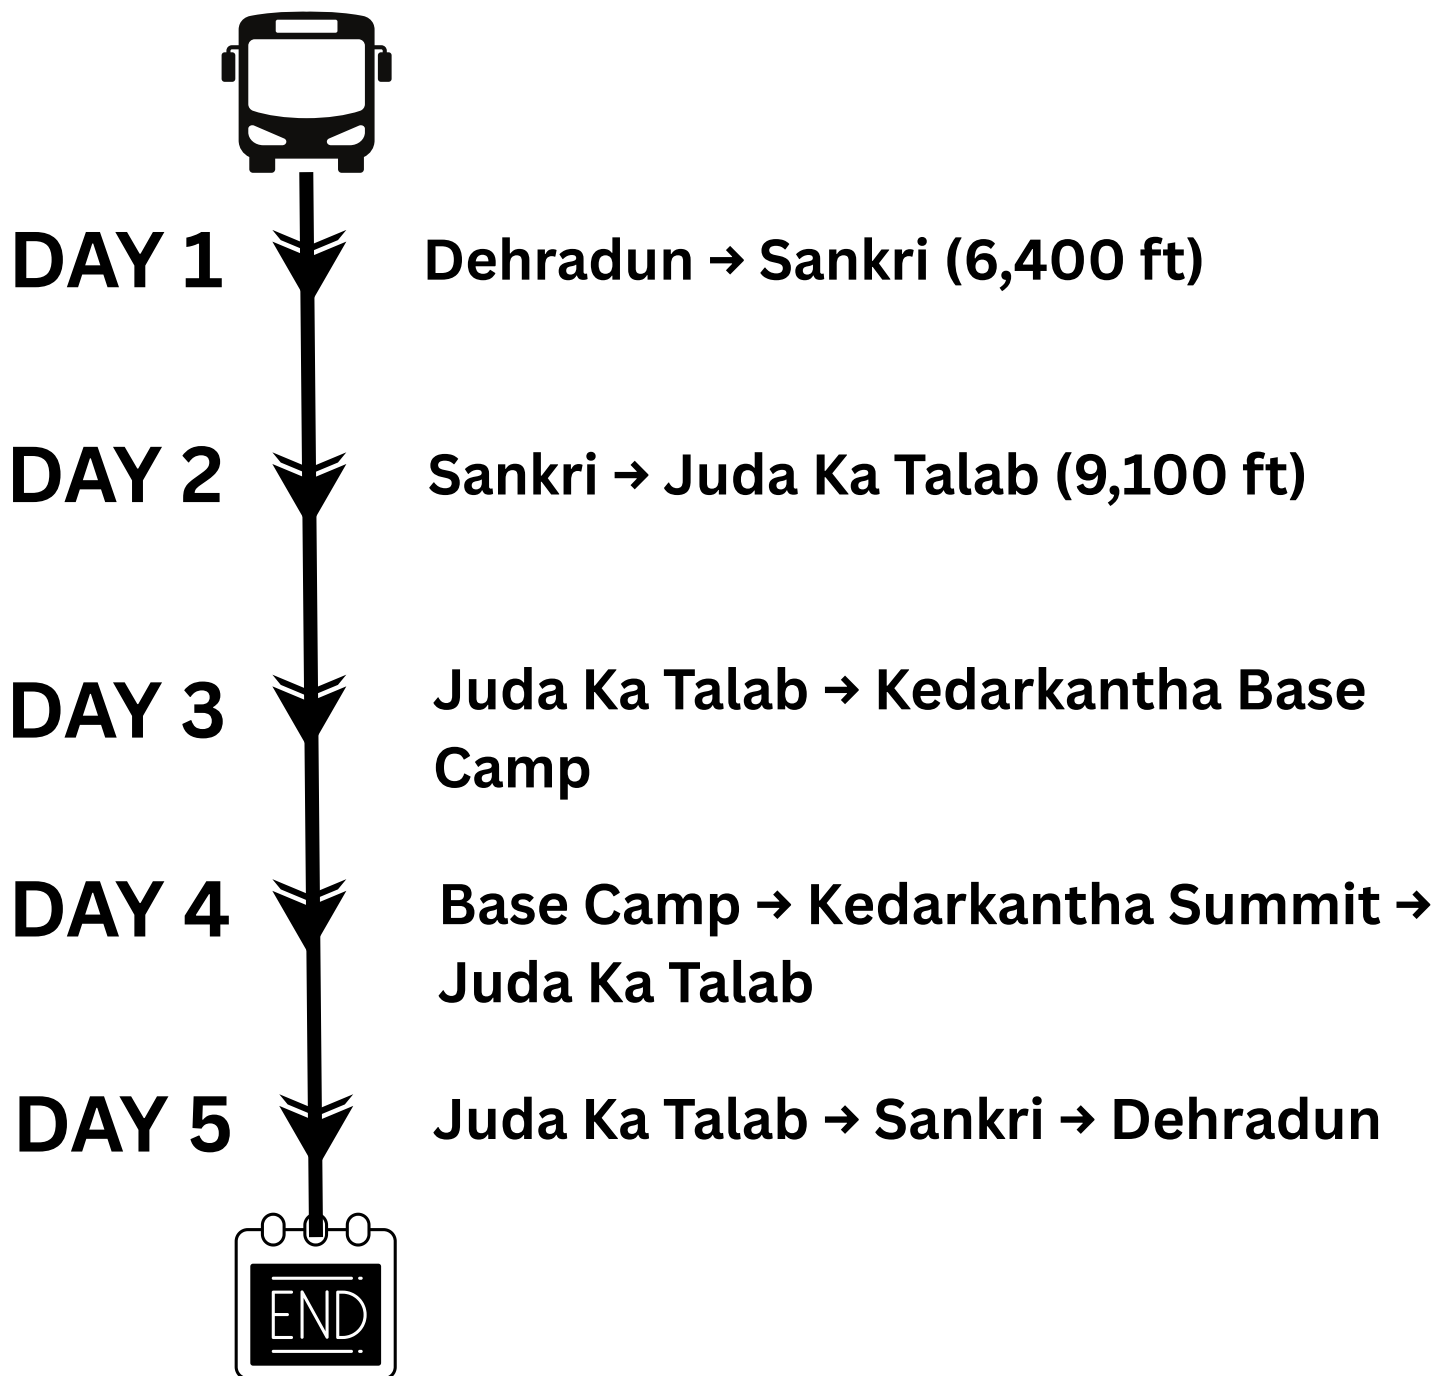 DAY 1
Dehradun → Sankri (6,400 ft)
DAY 2
Sankri → Juda Ka Talab (9,100 ft)
DAY 3
Juda Ka Talab → Kedarkantha Base
Camp
DAY 4
Base Camp → Kedarkantha Summit →
Juda Ka Talab
DAY 5
Juda Ka Talab → Sankri → Dehradun
END